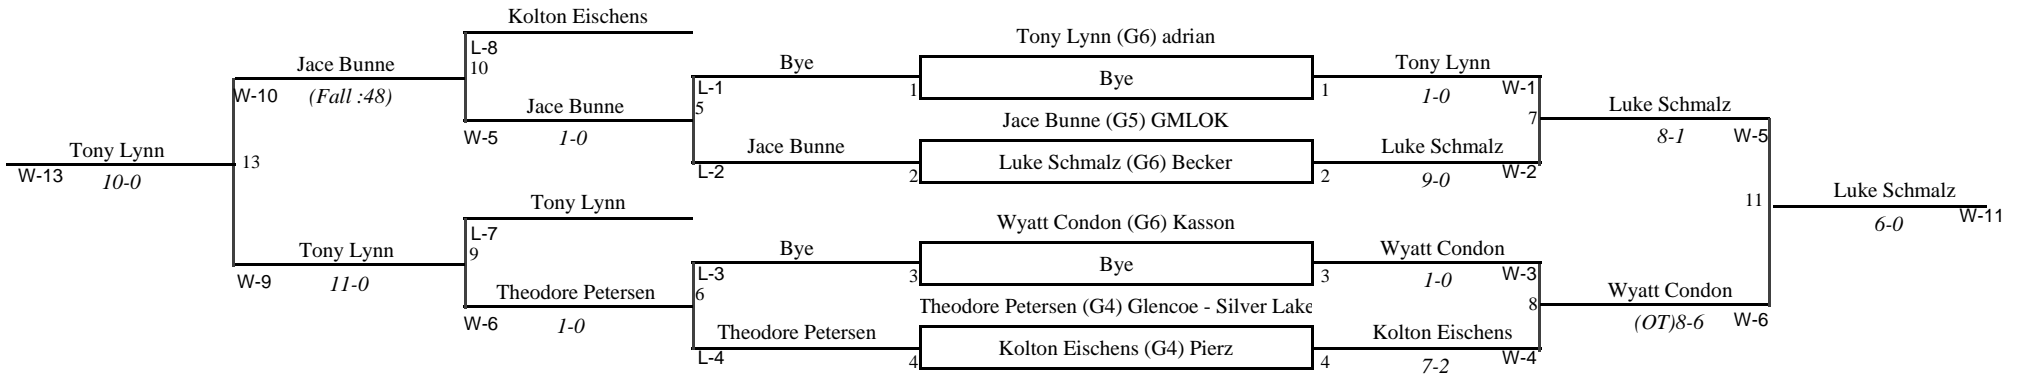 Kolton Eischens
L-8
10
Jace Bunne
W-10
(Fall :48)
Jace Bunne
W-5
1-0
Tony Lynn
W-13
10-0
13
Tony Lynn
L-7
9
Tony Lynn
W-9
11-0
Theodore Petersen
W-6
1-0
Bye
L-1
1
5
Jace Bunne
L-2
2
Bye
L-3
3
6
Theodore Petersen
L-4
4
Tony Lynn (G6) adrian
Bye
Jace Bunne (G5) GMLOK
Luke Schmalz (G6) Becker
Wyatt Condon (G6) Kasson
Bye
Theodore Petersen (G4) Glencoe - Silver Lake
Kolton Eischens (G4) Pierz
Tony Lynn
1
1-0
W-1
7
Luke Schmalz
2
9-0
W-2
Wyatt Condon
3
1-0
W-3
8
Kolton Eischens
4
7-2
W-4
Luke Schmalz
8-1
W-5
11
Wyatt Condon
(OT)8-6
W-6
Luke Schmalz
6-0
W-11